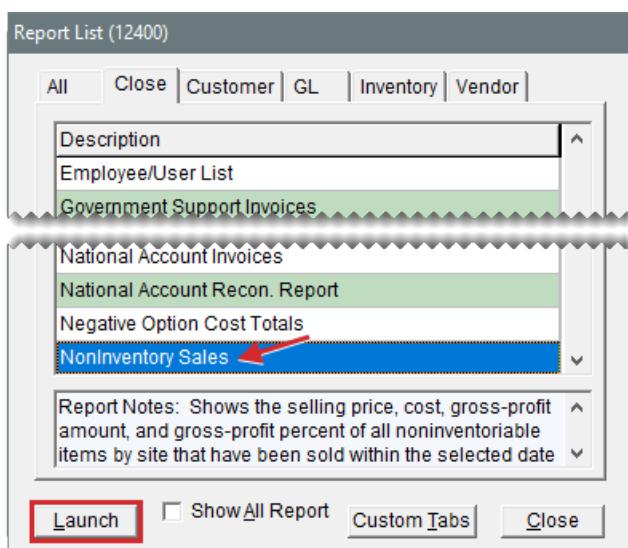 Report List (12400)
All Close Customer GL Inventory Vendor
Description
Employee/User List
Government Support Invoices
National Account Invoices
National Account Recon. Report
Negative Option Cost Totals
NonInventory Sales
Report Notes: Shows the selling price, cost, gross-profit
amount, and gross-profit percent of all noninventoriable
items by site that have been sold within the selected date
Launch Show All Report Custom Tabs Close